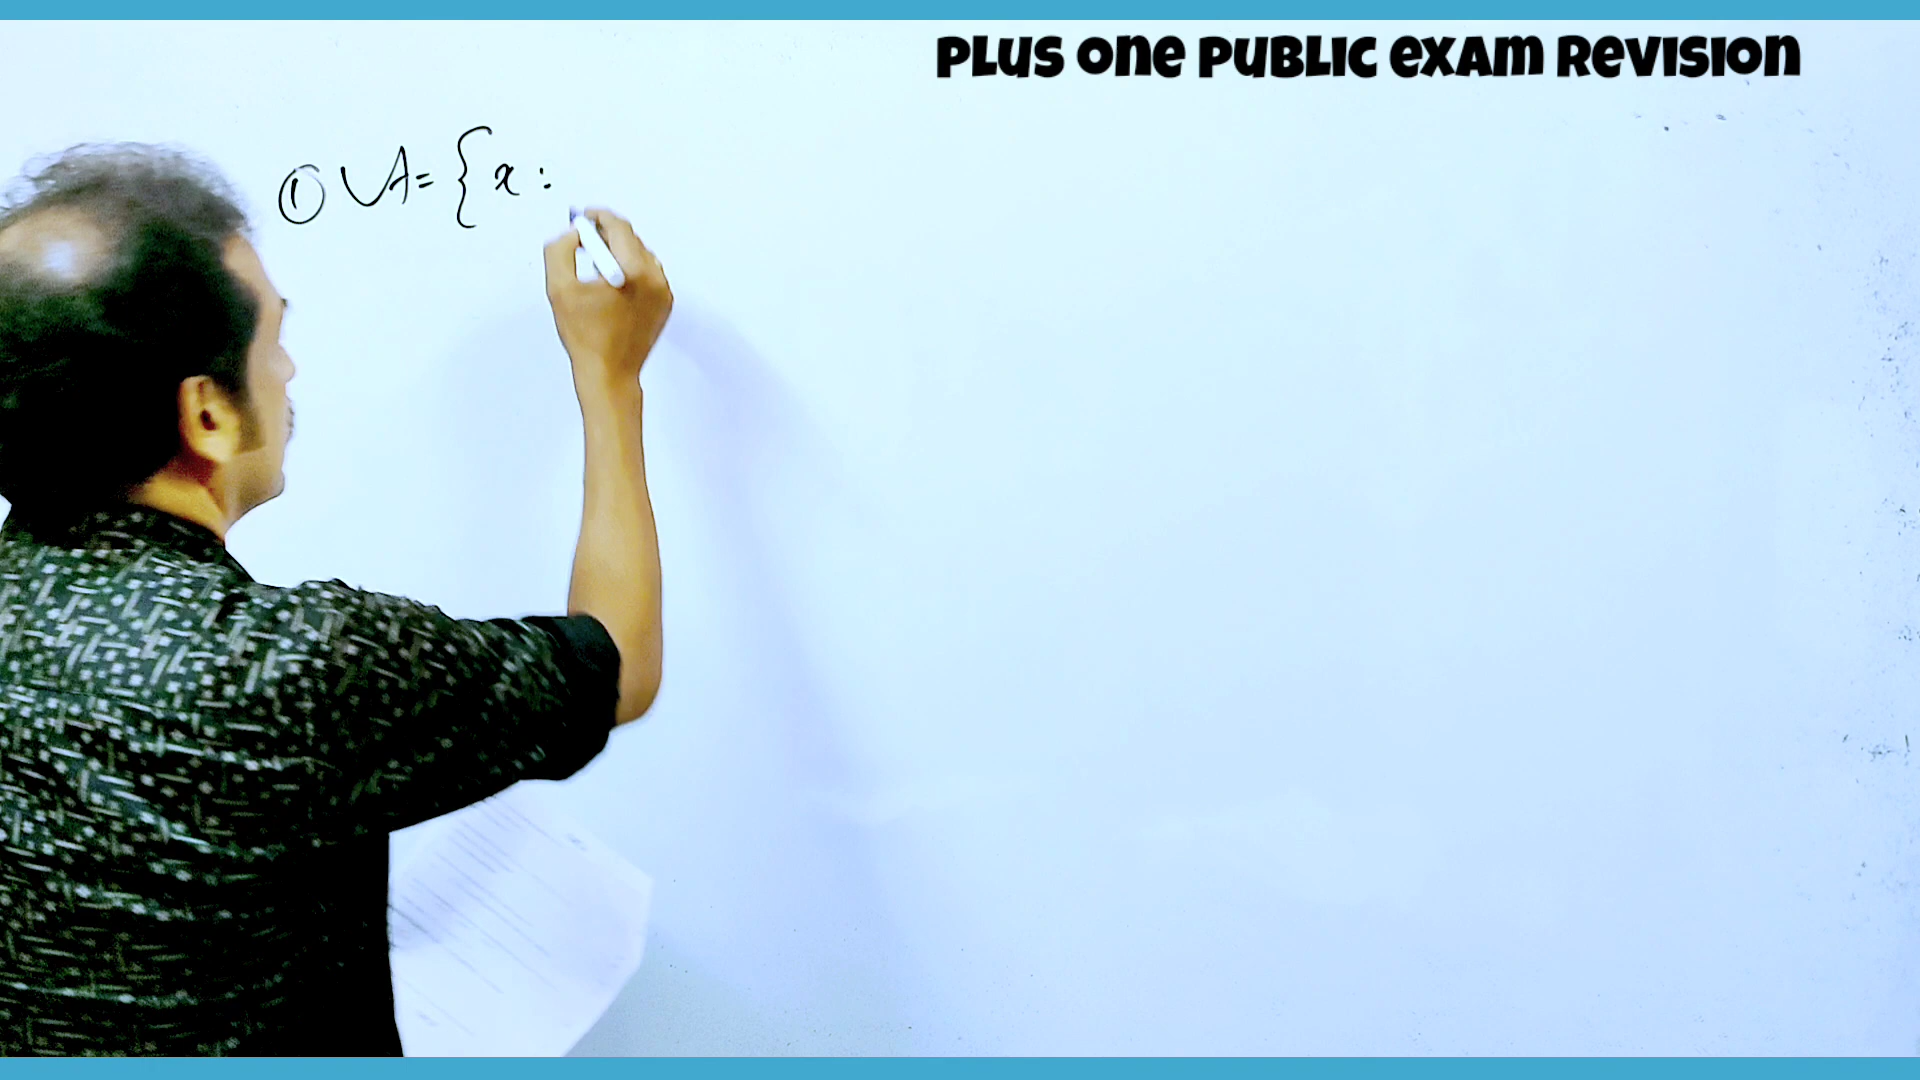 PLUS ONE PUBLIC EXAM REVISION
① A = { x :